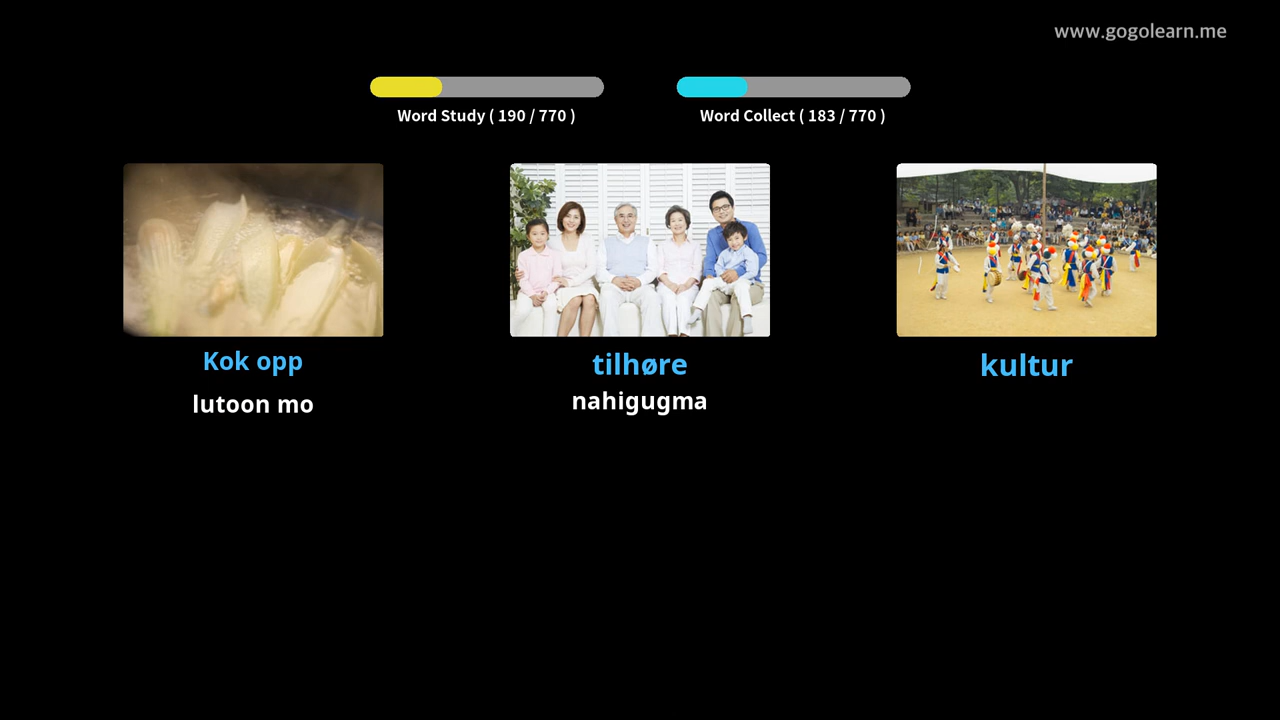 www.gogolearn.me
Word Study ( 190 / 770 )
Word Collect ( 183 / 770 )
Kok opp
lutoon mo
tilhøre
nahigugma
kultur